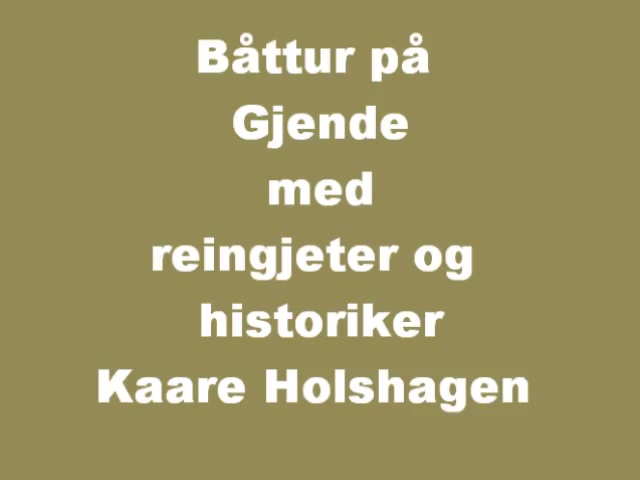 Båttur på
Gjende
med
reingjeter og
historiker
Kaare Holshagen